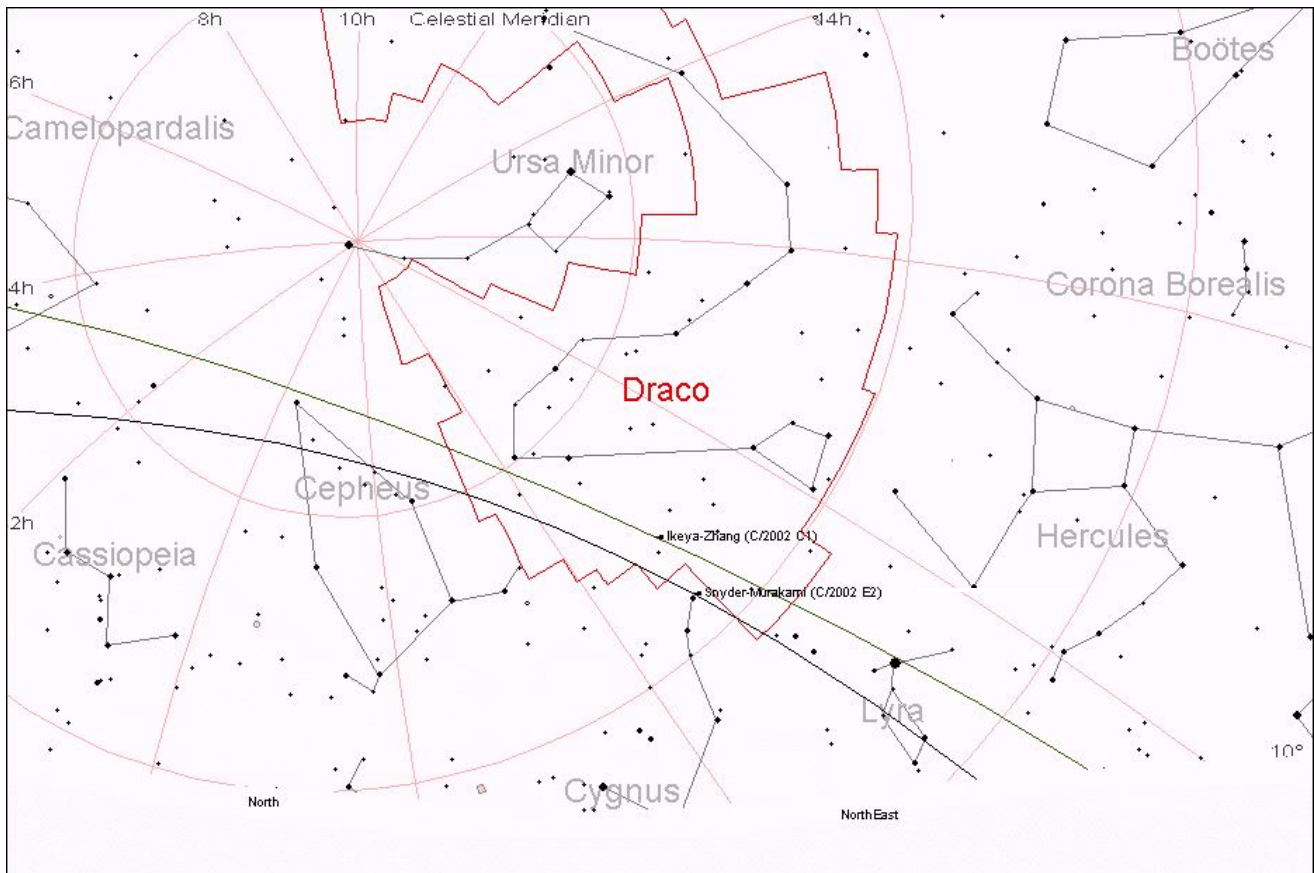 8h
10h
Celestial Meridian
14h
Boötes
6h
Camelopardalis
Ursa Minor
4h
Corona Borealis
Draco
Cepheus
2h
Cassiopeia
Ikeya-Zhang (C/2002 C1)
Hercules
Snyder-Murakami (C/2002 E2)
Lyra
10°
Cygnus
North
NorthEast